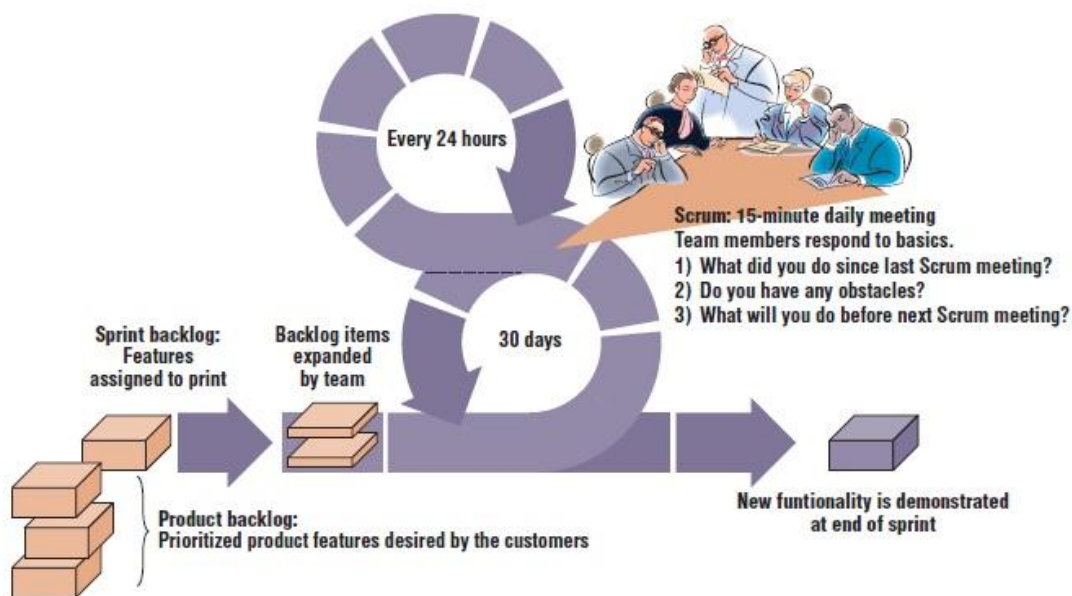 Every 24 hours
Scrum: 15-minute daily meeting
Team members respond to basics.
1) What did you do since last Scrum meeting?
2) Do you have any obstacles?
3) What will you do before next Scrum meeting?
30 days
Sprint backlog:
Features
assigned to print
Backlog items
expanded
by team
New funtionality is demonstrated
at end of sprint
Product backlog:
Prioritized product features desired by the customers